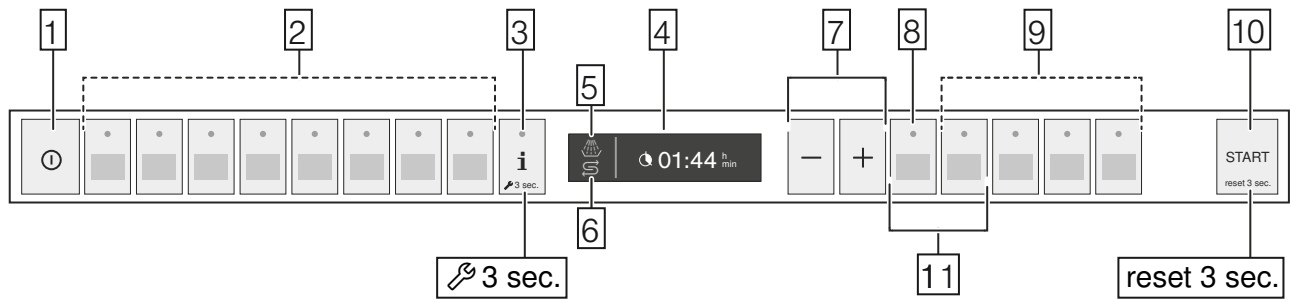 1 2 3 4 7 8 9 10
5
i
3 sec.
01:44 h min
− +
START
reset 3 sec.
6
11
3 sec.
reset 3 sec.